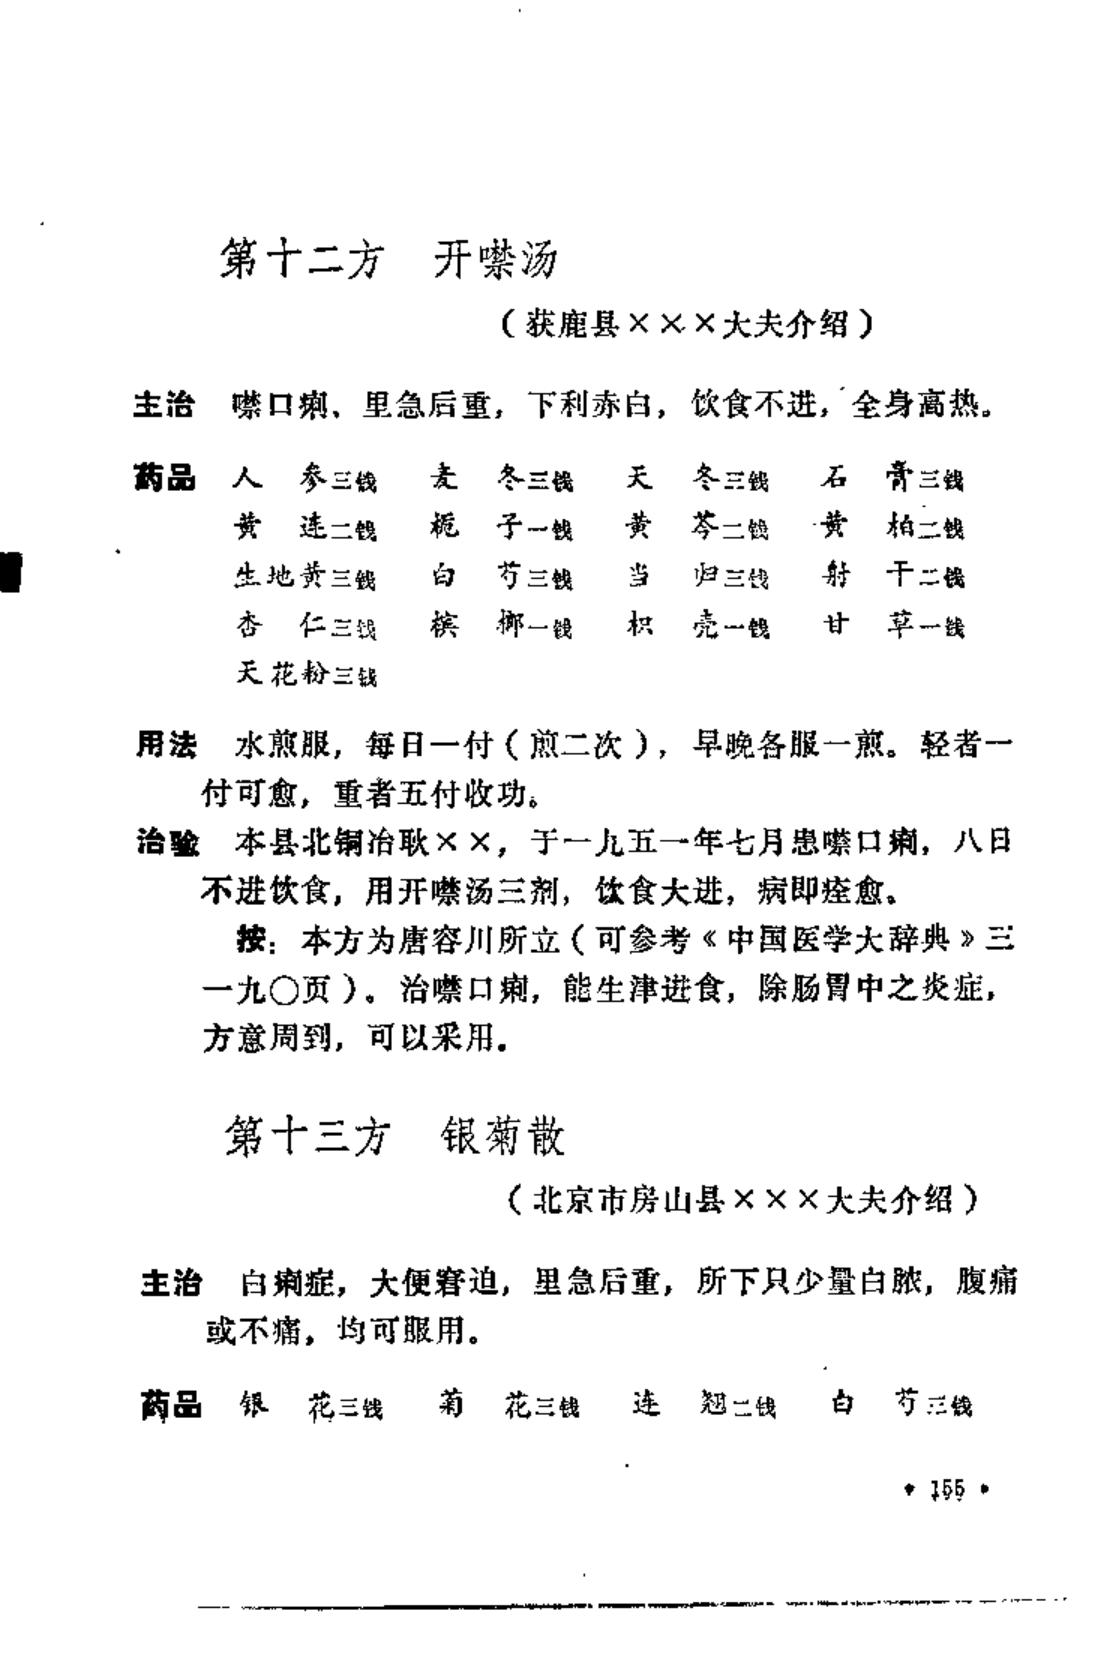 第十二方　开噤汤
（获鹿县×××大夫介绍）
主治　噤口痢、里急后重，下利赤白，饮食不进，全身高热。
药品　人　参三钱　麦　冬三钱　天　冬三钱　石　膏三钱
黄　连二钱　栀　子一钱　黄　芩二钱　黄　柏二钱
生地黄三钱　白　芍三钱　当　归三钱　射　干二钱
杏　仁三钱　槟　榔一钱　枳　壳一钱　甘　草一钱
天花粉三钱
用法　水煎服，每日一付（煎二次），早晚各服一煎。轻者一
付可愈，重者五付收功。
治验　本县北铜冶耿××，于一九五一年七月患噤口痢，八日
不进饮食，用开噤汤三剂，饮食大进，病即痊愈。
按：本方为唐容川所立（可参考《中国医学大辞典》三
一九〇页）。治噤口痢，能生津进食，除肠胃中之炎症，
方意周到，可以采用。
第十三方　银菊散
（北京市房山县×××大夫介绍）
主治　白痢症，大便窘迫，里急后重，所下只少量白脓，腹痛
或不痛，均可服用。
药品　银　花三钱　菊　花三钱　连　翘二钱　白　芍三钱
• 155 •